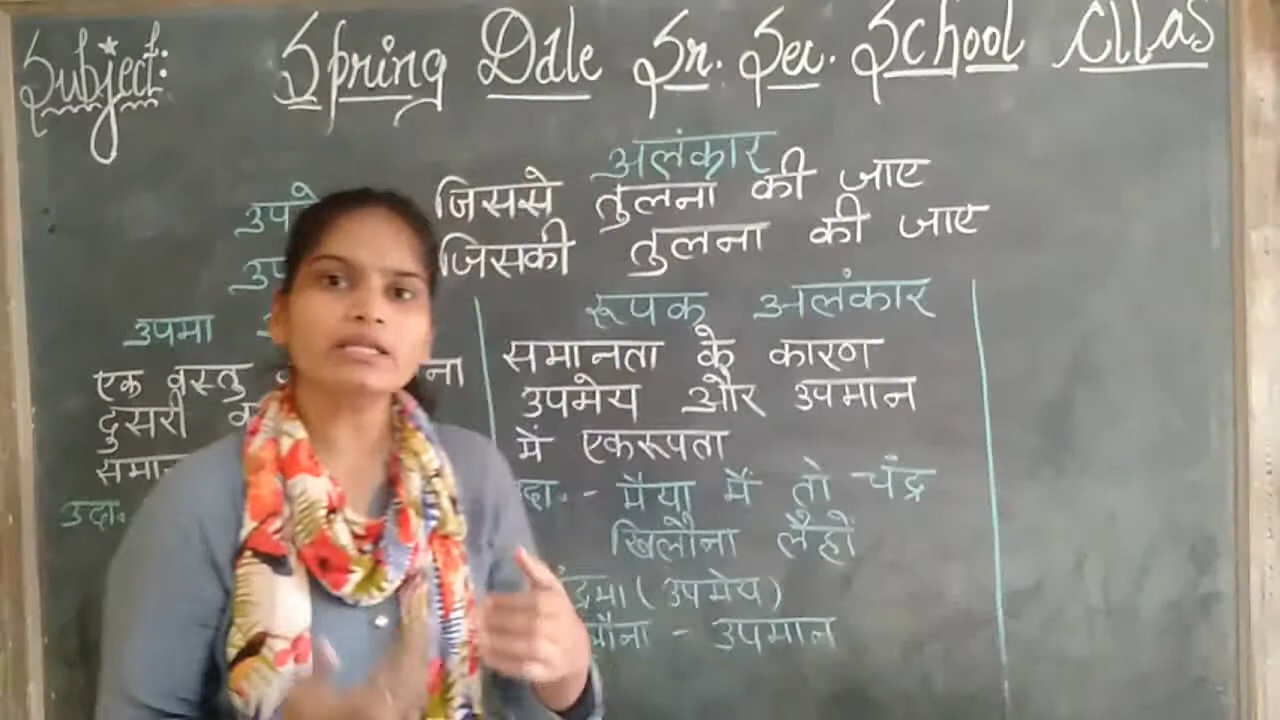 Subject:
Spring Dale Sr. Sec. School Cllas
अलंकार
जिससे तुलना की जाए
जिसकी तुलना की जाए
उपमा
रूपक अलंकार
एक वस्तु
दुसरी
समानता के कारण
उपमेय और उपमान
में एकरूपता
उदा.
- मैया मैं तो चंद्र
खिलौना लैहों
(उपमेय)
- उपमान